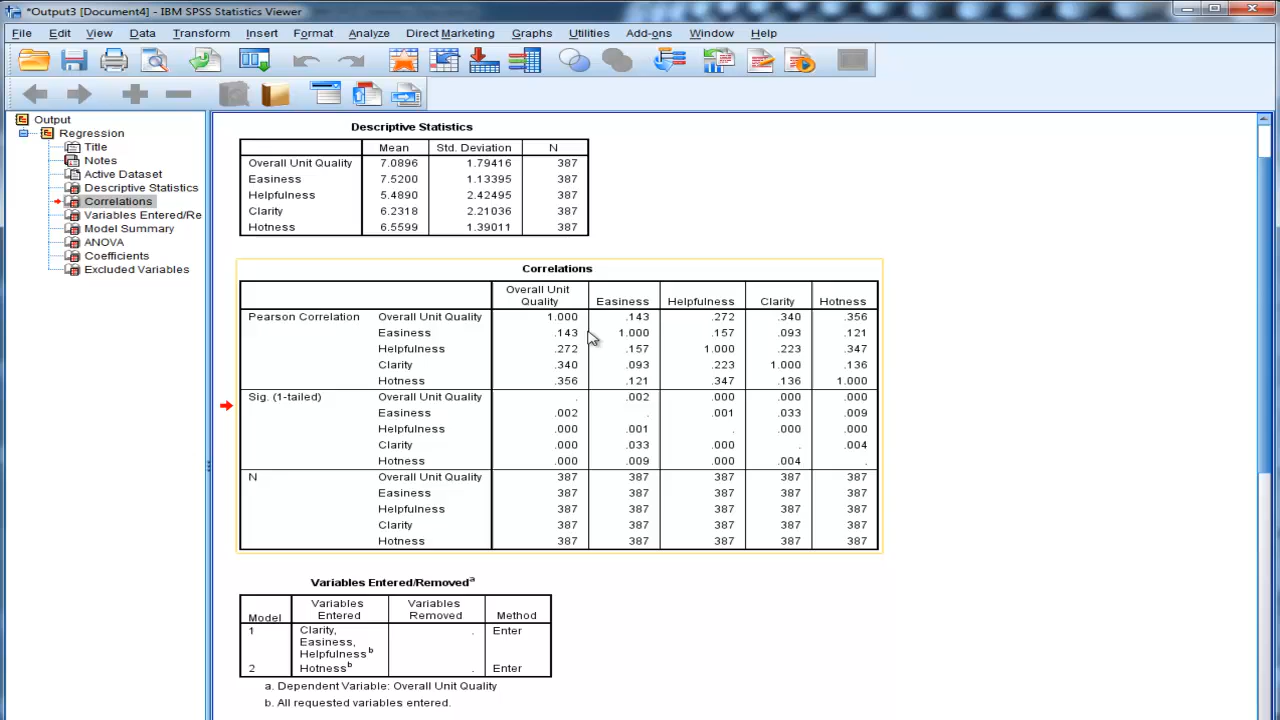 *Output3 [Document4] - IBM SPSS Statistics Viewer
File Edit View Data Transform Insert Format Analyze Direct Marketing Graphs Utilities Add-ons Window Help
Output
Regression
Title
Notes
Active Dataset
Descriptive Statistics
Correlations
Variables Entered/Re
Model Summary
ANOVA
Coefficients
Excluded Variables
Descriptive Statistics
Mean Std. Deviation N
Overall Unit Quality 7.0896 1.79416 387
Easiness 7.5200 1.13395 387
Helpfulness 5.4890 2.42495 387
Clarity 6.2318 2.21036 387
Hotness 6.5599 1.39011 387
Correlations
Overall Unit
Quality Easiness Helpfulness Clarity Hotness
Pearson Correlation Overall Unit Quality 1.000 .143 .272 .340 .356
Easiness .143 1.000 .157 .093 .121
Helpfulness .272 .157 1.000 .223 .347
Clarity .340 .093 .223 1.000 .136
Hotness .356 .121 .347 .136 1.000
Sig. (1-tailed) Overall Unit Quality . .002 .000 .000 .000
Easiness .002 . .001 .033 .009
Helpfulness .000 .001 . .000 .000
Clarity .000 .033 .000 . .004
Hotness .000 .009 .000 .004 .
N Overall Unit Quality 387 387 387 387 387
Easiness 387 387 387 387 387
Helpfulness 387 387 387 387 387
Clarity 387 387 387 387 387
Hotness 387 387 387 387 387
Variables Entered/Removedª
Model Variables Entered Variables Removed Method
1 Clarity, . Enter
Easiness,
Helpfulnessᵇ
2 Hotnessᵇ . Enter
a. Dependent Variable: Overall Unit Quality
b. All requested variables entered.